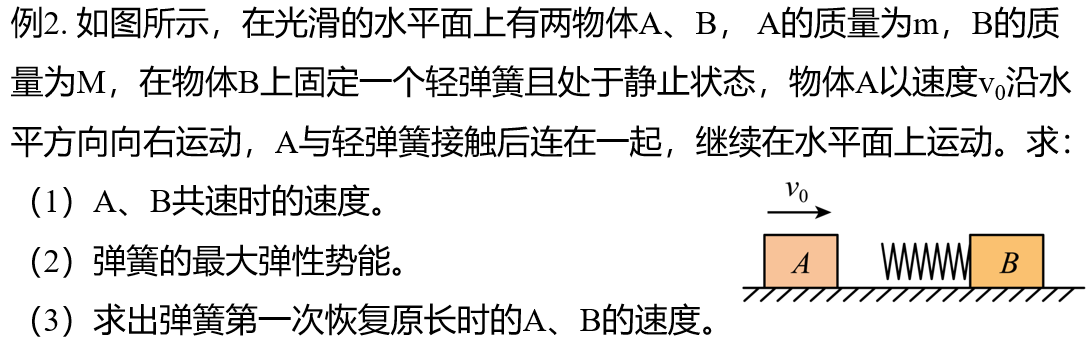 例2. 如图所示，在光滑的水平面上有两物体A、B， A的质量为m，B的质
量为M，在物体B上固定一个轻弹簧且处于静止状态，物体A以速度v₀沿水
平方向向右运动，A与轻弹簧接触后连在一起，继续在水平面上运动。求：
（1）A、B共速时的速度。
（2）弹簧的最大弹性势能。
（3）求出弹簧第一次恢复原长时的A、B的速度。
v₀
A
B